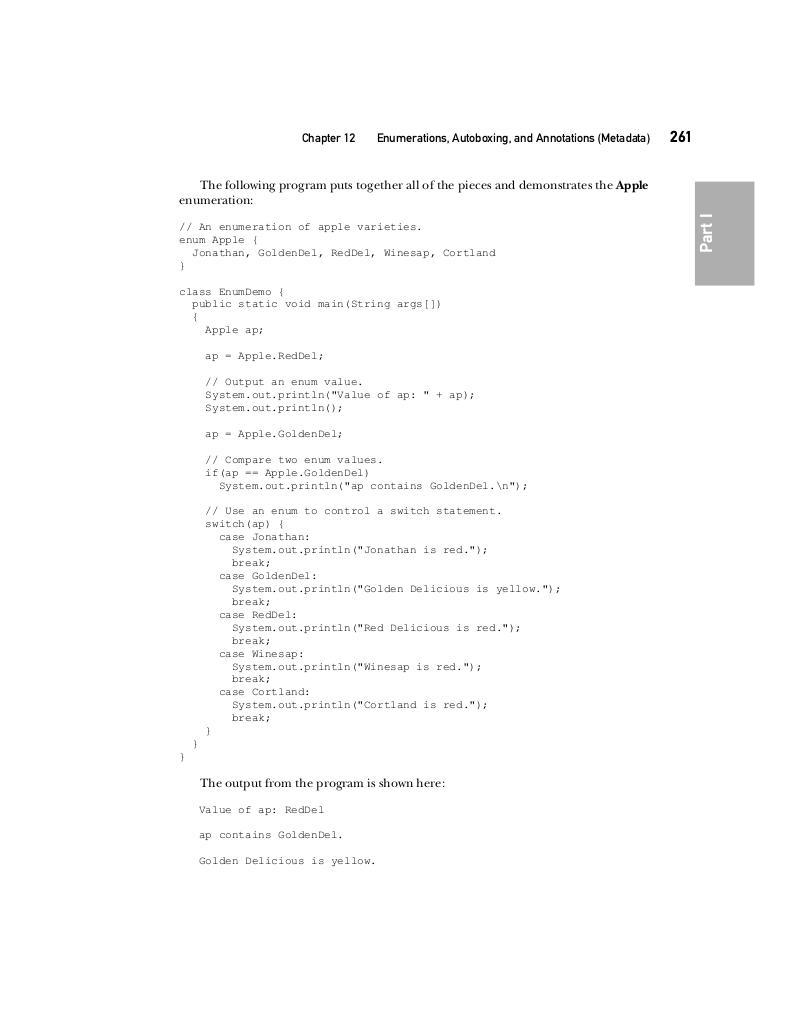 Chapter 12 Enumerations, Autoboxing, and Annotations (Metadata) 261
Part I
The following program puts together all of the pieces and demonstrates the Apple
enumeration:
// An enumeration of apple varieties.
enum Apple {
  Jonathan, GoldenDel, RedDel, Winesap, Cortland
}
class EnumDemo {
  public static void main(String args[])
  {
    Apple ap;
    ap = Apple.RedDel;
    // Output an enum value.
    System.out.println("Value of ap: " + ap);
    System.out.println();
    ap = Apple.GoldenDel;
    // Compare two enum values.
    if(ap == Apple.GoldenDel)
      System.out.println("ap contains GoldenDel.\n");
    // Use an enum to control a switch statement.
    switch(ap) {
      case Jonathan:
        System.out.println("Jonathan is red.");
        break;
      case GoldenDel:
        System.out.println("Golden Delicious is yellow.");
        break;
      case RedDel:
        System.out.println("Red Delicious is red.");
        break;
      case Winesap:
        System.out.println("Winesap is red.");
        break;
      case Cortland:
        System.out.println("Cortland is red.");
        break;
    }
  }
}
The output from the program is shown here:
Value of ap: RedDel
ap contains GoldenDel.
Golden Delicious is yellow.